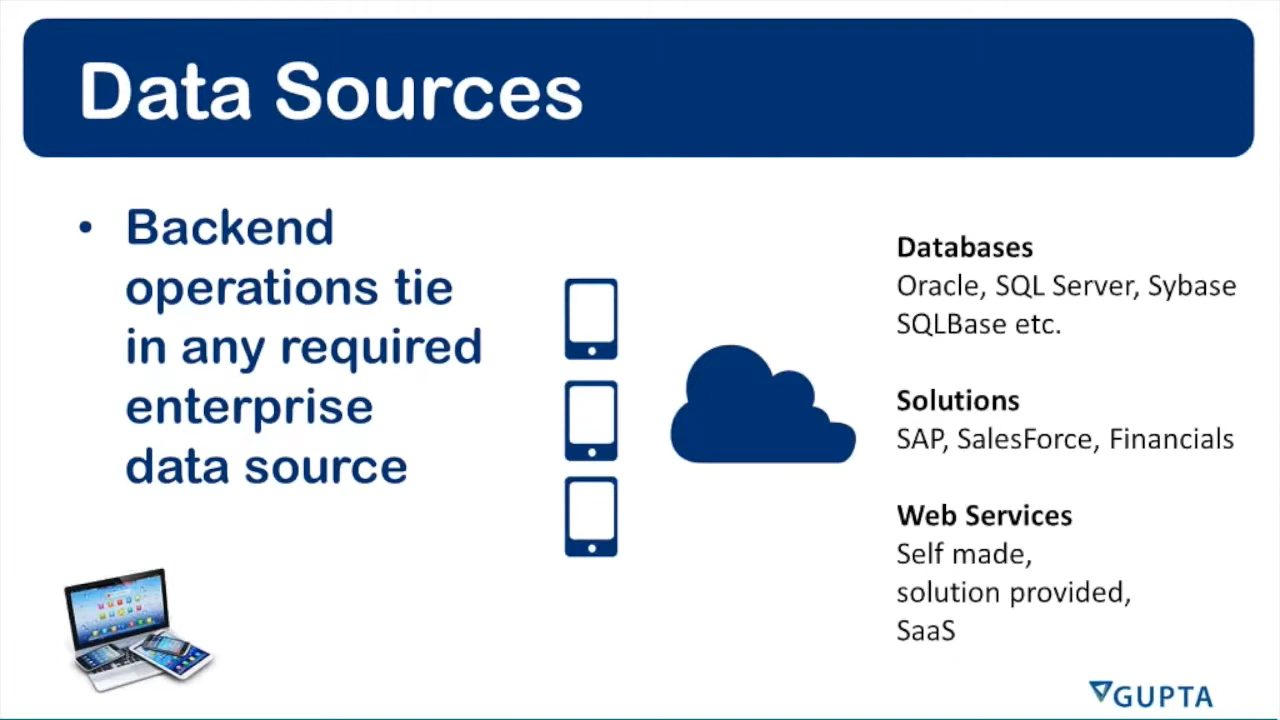 Data Sources
• Backend
operations tie
in any required
enterprise
data source
Databases
Oracle, SQL Server, Sybase
SQLBase etc.
Solutions
SAP, SalesForce, Financials
Web Services
Self made,
solution provided,
SaaS
GUPTA